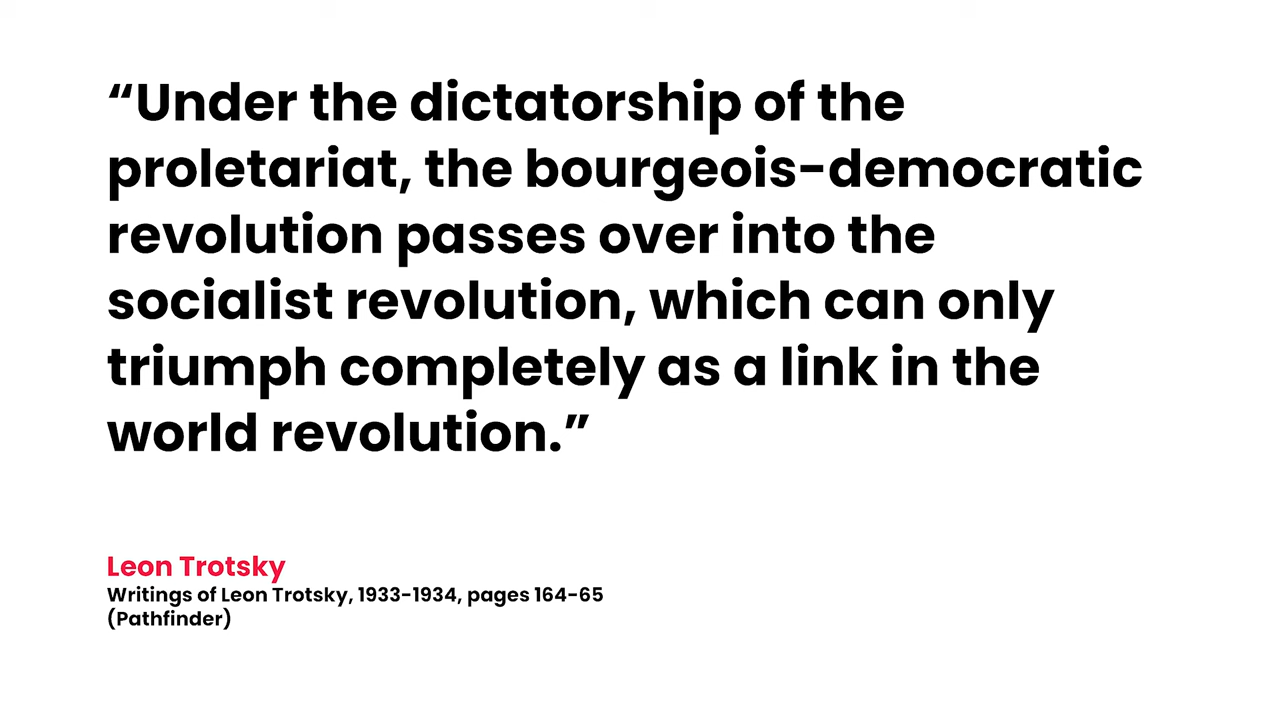 “Under the dictatorship of the
proletariat, the bourgeois-democratic
revolution passes over into the
socialist revolution, which can only
triumph completely as a link in the
world revolution.”
Leon Trotsky
Writings of Leon Trotsky, 1933-1934, pages 164-65
(Pathfinder)